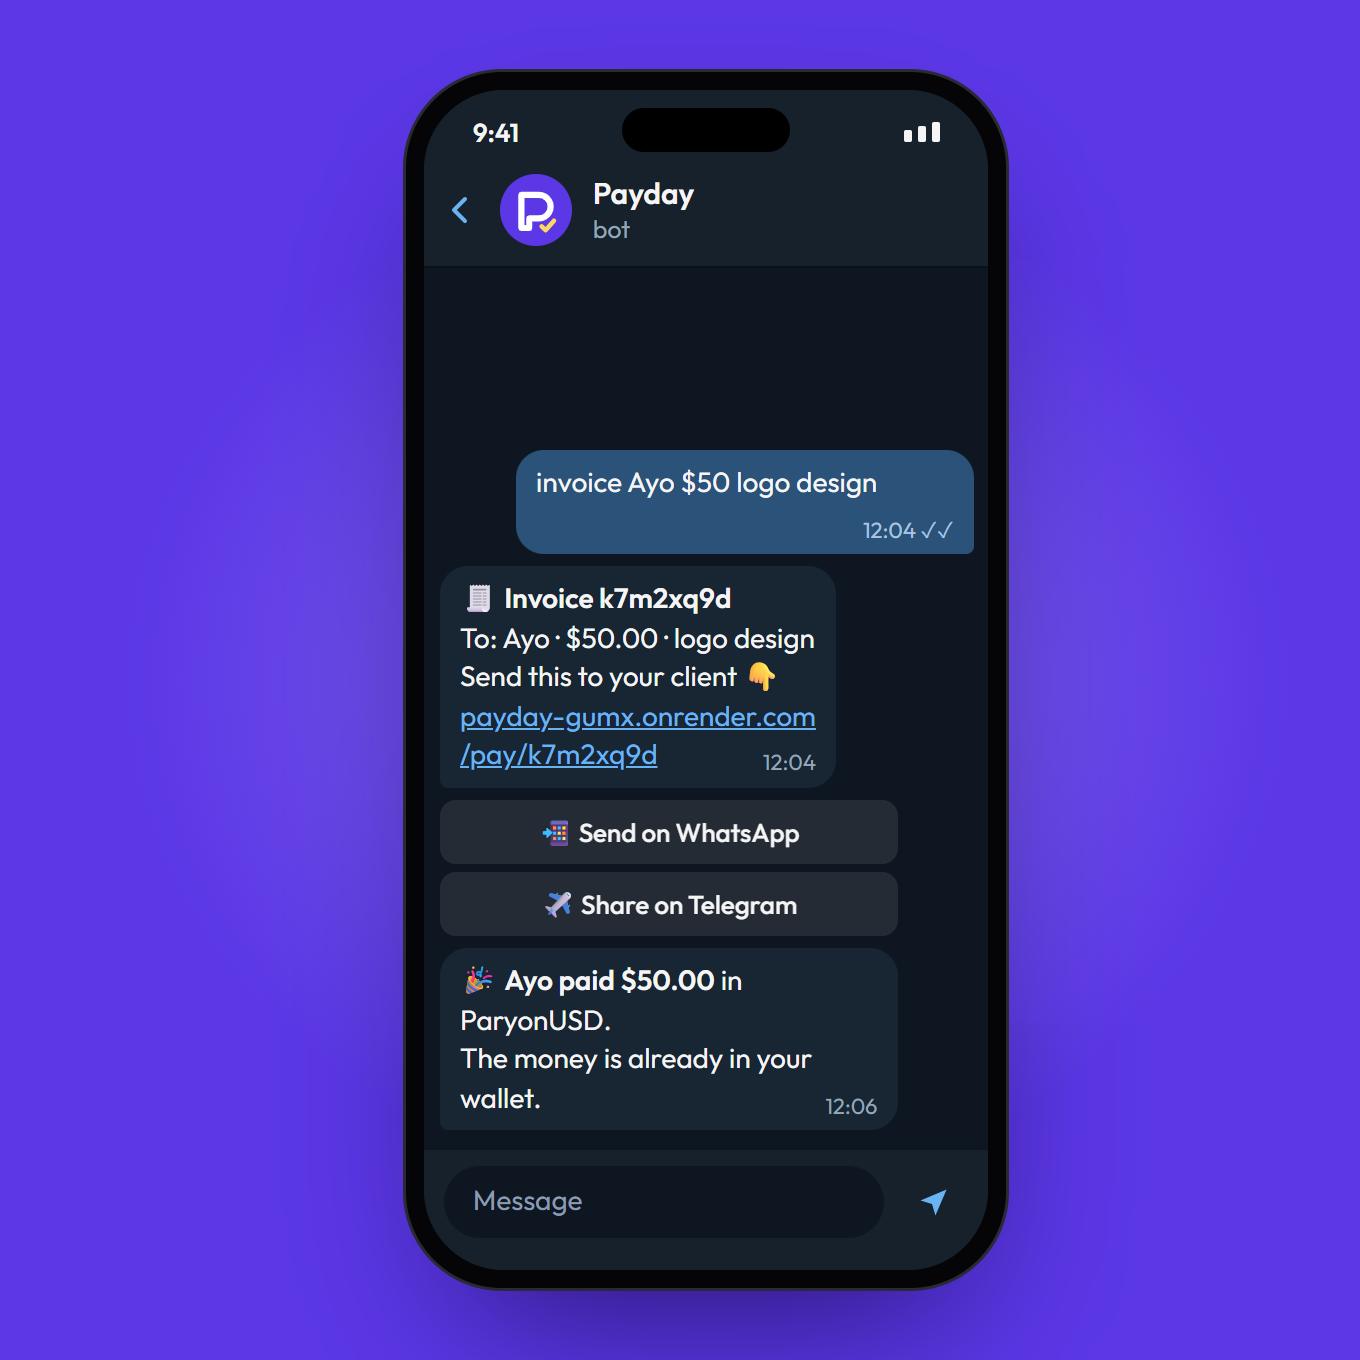 9:41
Payday
bot
invoice Ayo $50 logo design
12:04 ✓✓
🧾 Invoice k7m2xq9d
To: Ayo · $50.00 · logo design
Send this to your client 👇
payday-gumx.onrender.com
/pay/k7m2xq9d
12:04
📲 Send on WhatsApp
✈️ Share on Telegram
🎉 Ayo paid $50.00 in
ParyonUSD.
The money is already in your
wallet.
12:06
Message